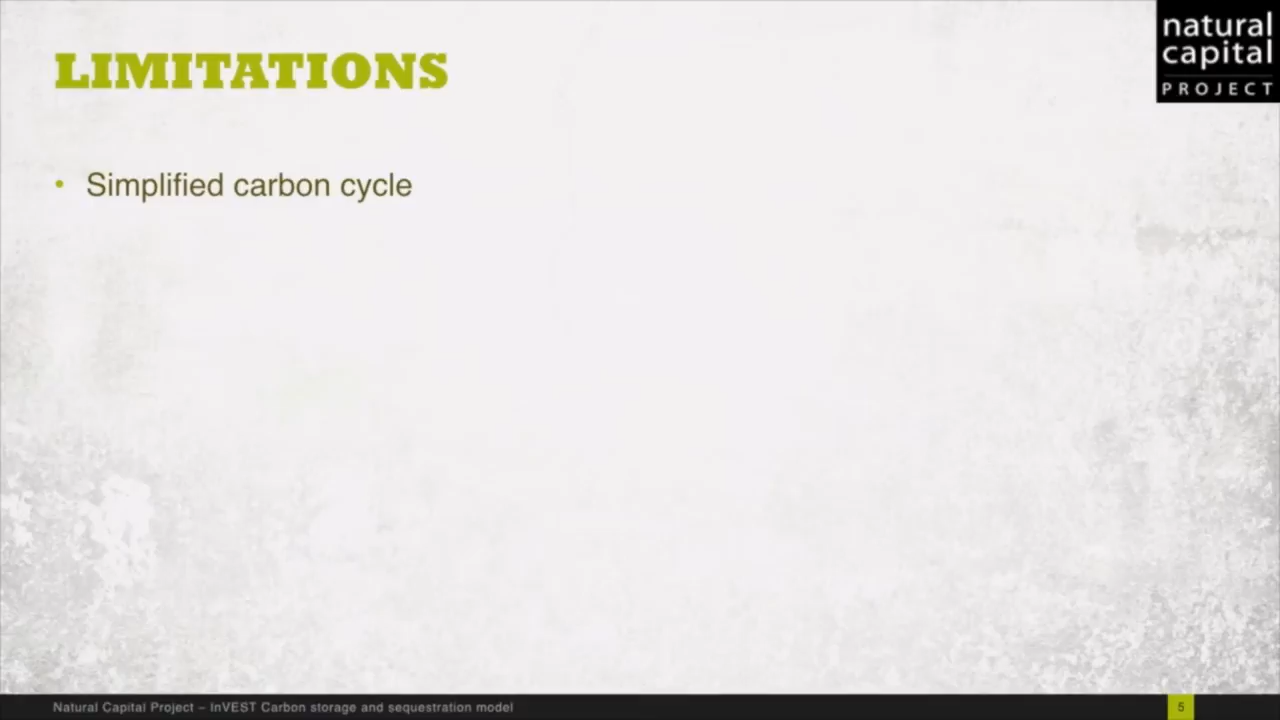 LIMITATIONS
natural
capital
PROJECT
• Simplified carbon cycle
Natural Capital Project – InVEST Carbon storage and sequestration model
5